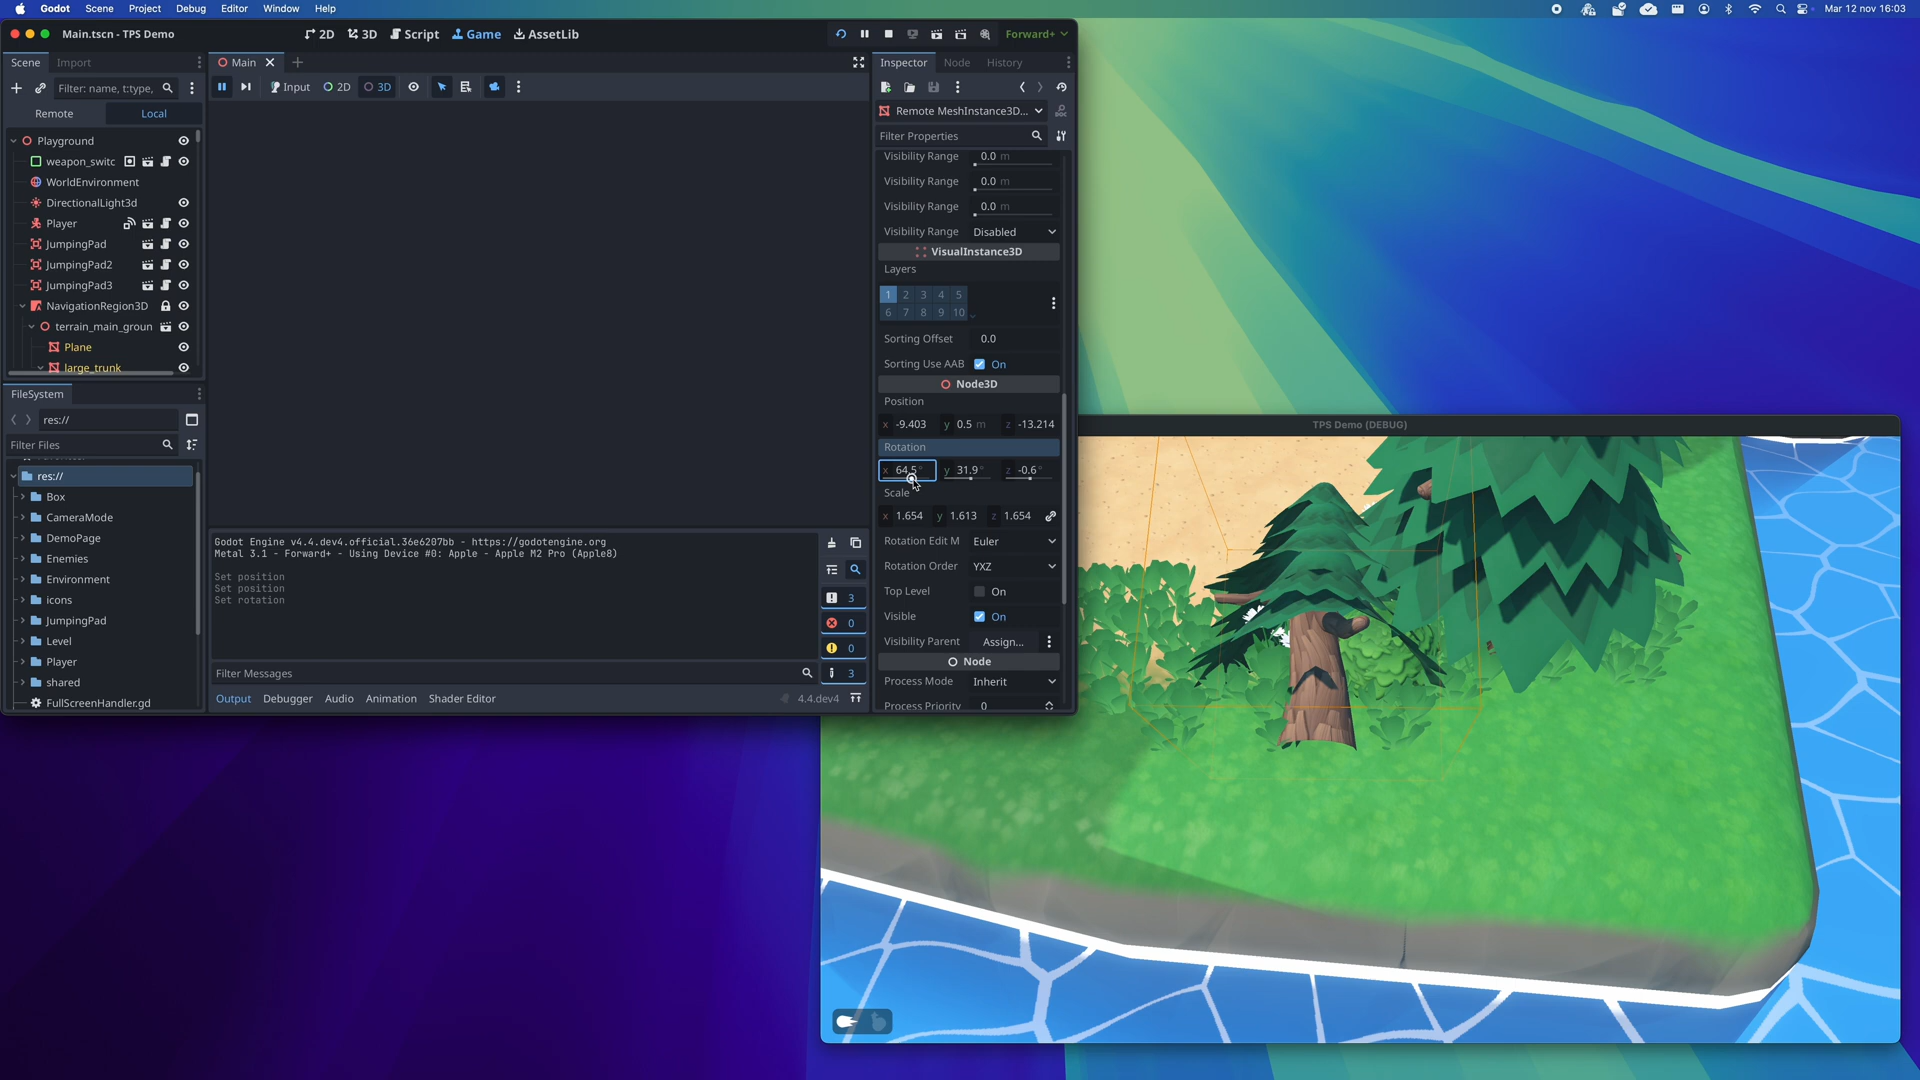 Godot Scene Project Debug Editor Window Help
Mar 12 nov 16:03
Main.tscn - TPS Demo
2D 3D Script Game AssetLib
Forward+
Scene Import
Filter: name, t:type,
Remote Local
Playground
weapon_switc
WorldEnvironment
DirectionalLight3d
Player
JumpingPad
JumpingPad2
JumpingPad3
NavigationRegion3D
terrain_main_groun
Plane
large_trunk
FileSystem
res://
Filter Files
res://
Box
CameraMode
DemoPage
Enemies
Environment
icons
JumpingPad
Level
Player
shared
FullScreenHandler.gd
Main
Input 2D 3D
Godot Engine v4.4.dev4.official.36e6207bb - https://godotengine.org
Metal 3.1 - Forward+ - Using Device #0: Apple - Apple M2 Pro (Apple8)
Set position
Set position
Set rotation
3
0
0
3
Filter Messages
Output Debugger Audio Animation Shader Editor
4.4.dev4
Inspector Node History
Remote MeshInstance3D...
Filter Properties
Visibility Range 0.0 m
Visibility Range 0.0 m
Visibility Range 0.0 m
Visibility Range Disabled
VisualInstance3D
Layers
1 2 3 4 5
6 7 8 9 10
Sorting Offset 0.0
Sorting Use AAB On
Node3D
Position
x -9.403 y 0.5 m z -13.214
Rotation
x 64.5° y 31.9° z -0.6°
Scale
x 1.654 y 1.613 z 1.654
Rotation Edit M Euler
Rotation Order YXZ
Top Level On
Visible On
Visibility Parent Assign...
Node
Process Mode Inherit
Process Priority 0
TPS Demo (DEBUG)